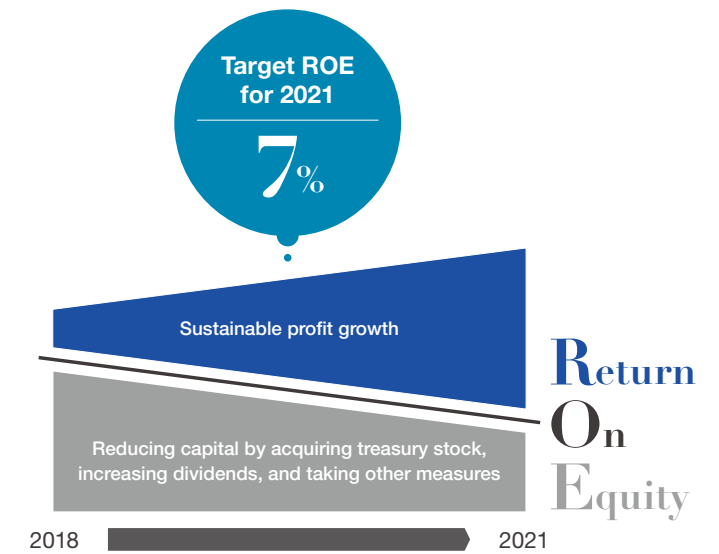 Target ROE
for 2021
7%
Sustainable profit growth
Return
On
Equity
Reducing capital by acquiring treasury stock,
increasing dividends, and taking other measures
2018
2021